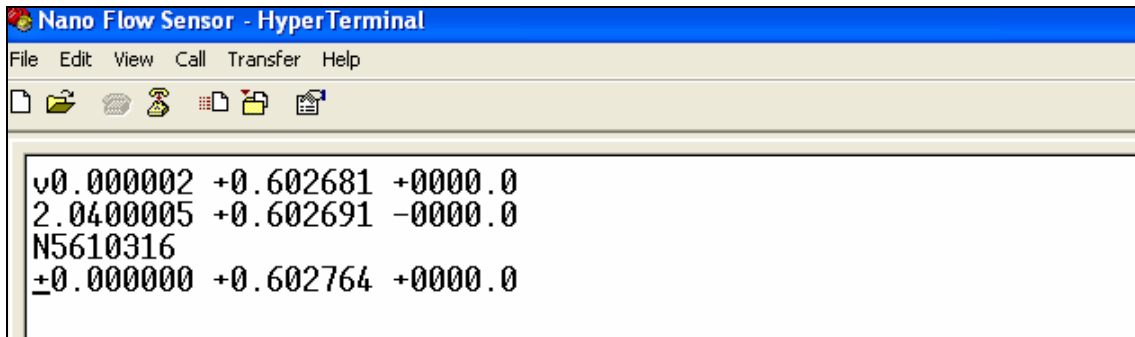 Nano Flow Sensor - HyperTerminal
File Edit View Call Transfer Help
v0.000002 +0.602681 +0000.0
2.0400005 +0.602691 -0000.0
N5610316
+0.000000 +0.602764 +0000.0